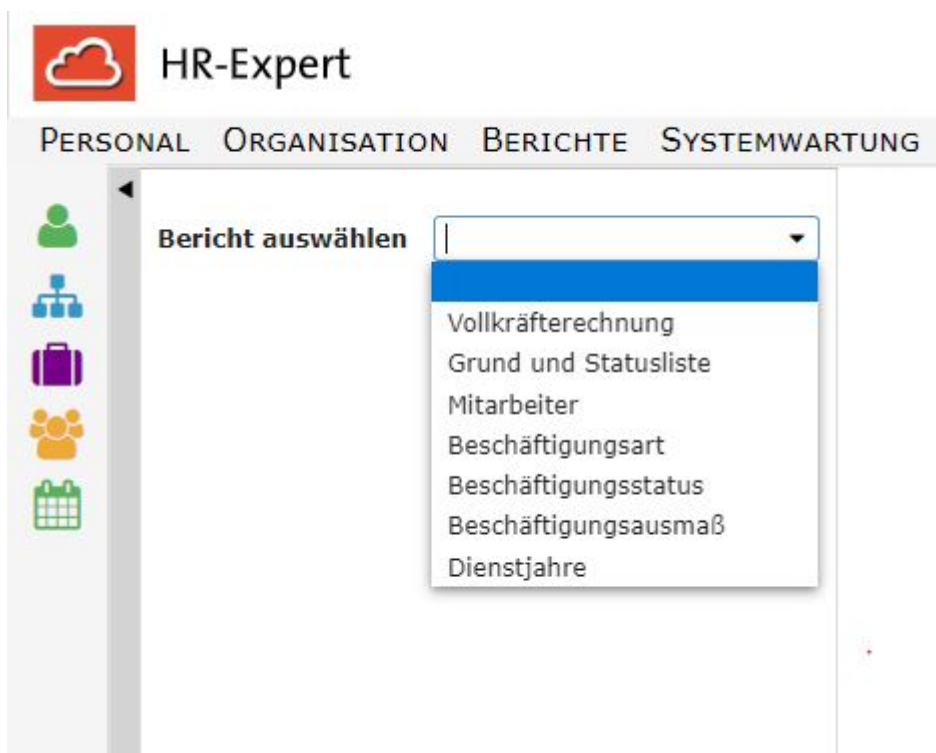 HR-Expert
PERSONAL ORGANISATION BERICHTE SYSTEMWARTUNG
Bericht auswählen
Vollkräfterechnung
Grund und Statusliste
Mitarbeiter
Beschäftigungsart
Beschäftigungsstatus
Beschäftigungsausmaß
Dienstjahre